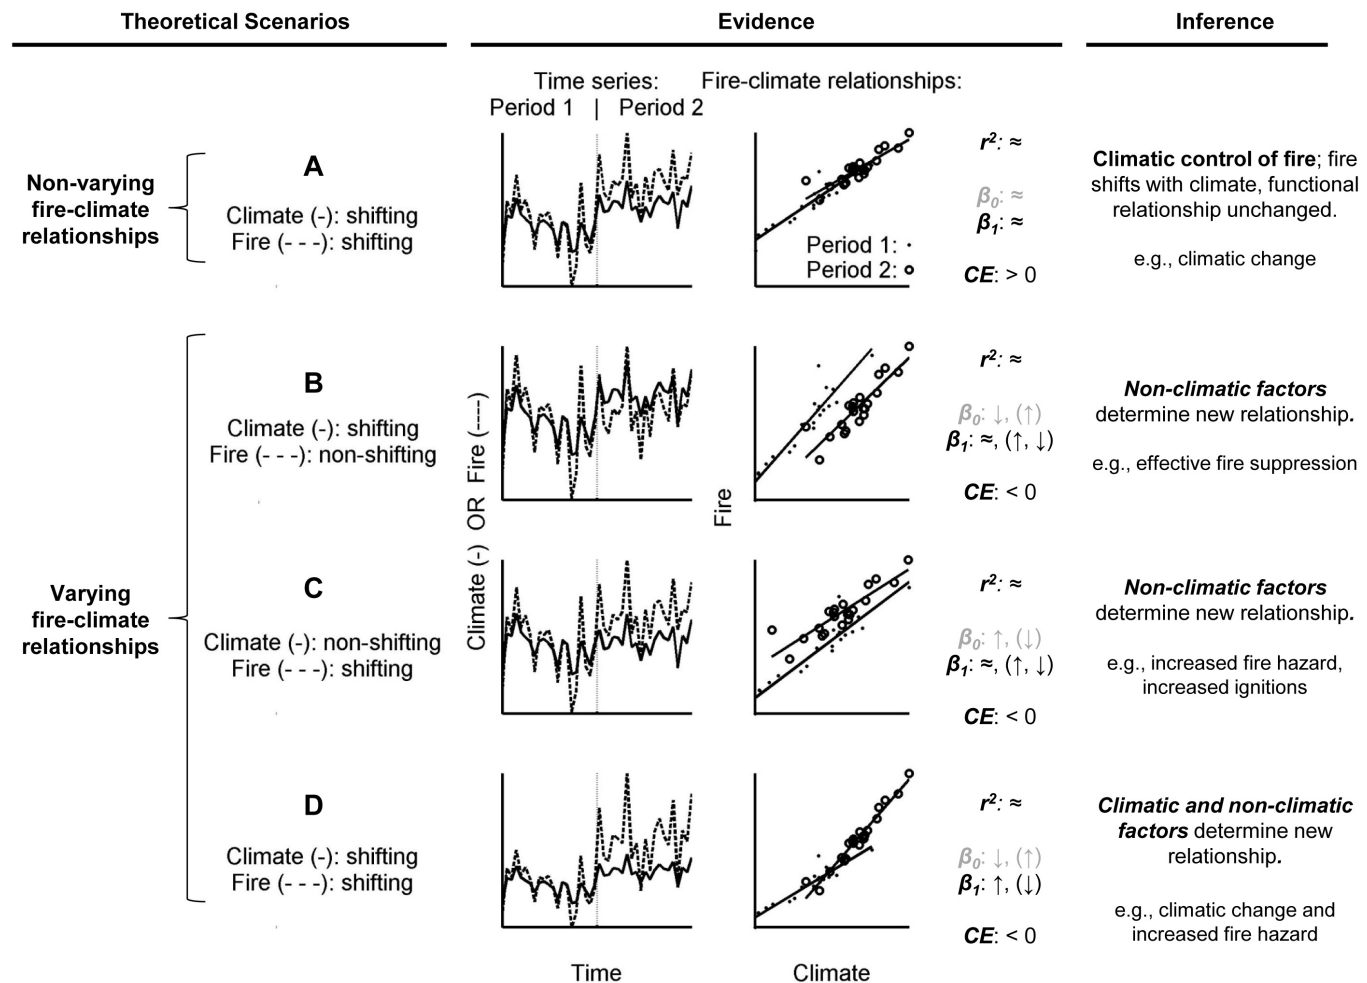 Theoretical Scenarios
Evidence
Inference
Time series:
Fire-climate relationships:
Period 1 | Period 2
Non-varying
fire-climate
relationships
A
Climate (-): shifting
Fire (- - -): shifting
Period 1: ·
Period 2: o
r²: ≈
β₀: ≈
β₁: ≈
CE: > 0
Climatic control of fire; fire
shifts with climate, functional
relationship unchanged.
e.g., climatic change
Varying
fire-climate
relationships
B
Climate (-): shifting
Fire (- - -): non-shifting
r²: ≈
β₀: ↓, (↑)
β₁: ≈, (↑, ↓)
CE: < 0
Non-climatic factors
determine new relationship.
e.g., effective fire suppression
Climate (-) OR Fire (----)
Fire
C
Climate (-): non-shifting
Fire (- - -): shifting
r²: ≈
β₀: ↑, (↓)
β₁: ≈, (↑, ↓)
CE: < 0
Non-climatic factors
determine new relationship.
e.g., increased fire hazard,
increased ignitions
D
Climate (-): shifting
Fire (- - -): shifting
r²: ≈
β₀: ↓, (↑)
β₁: ↑, (↓)
CE: < 0
Climatic and non-climatic
factors determine new
relationship.
e.g., climatic change and
increased fire hazard
Time
Climate